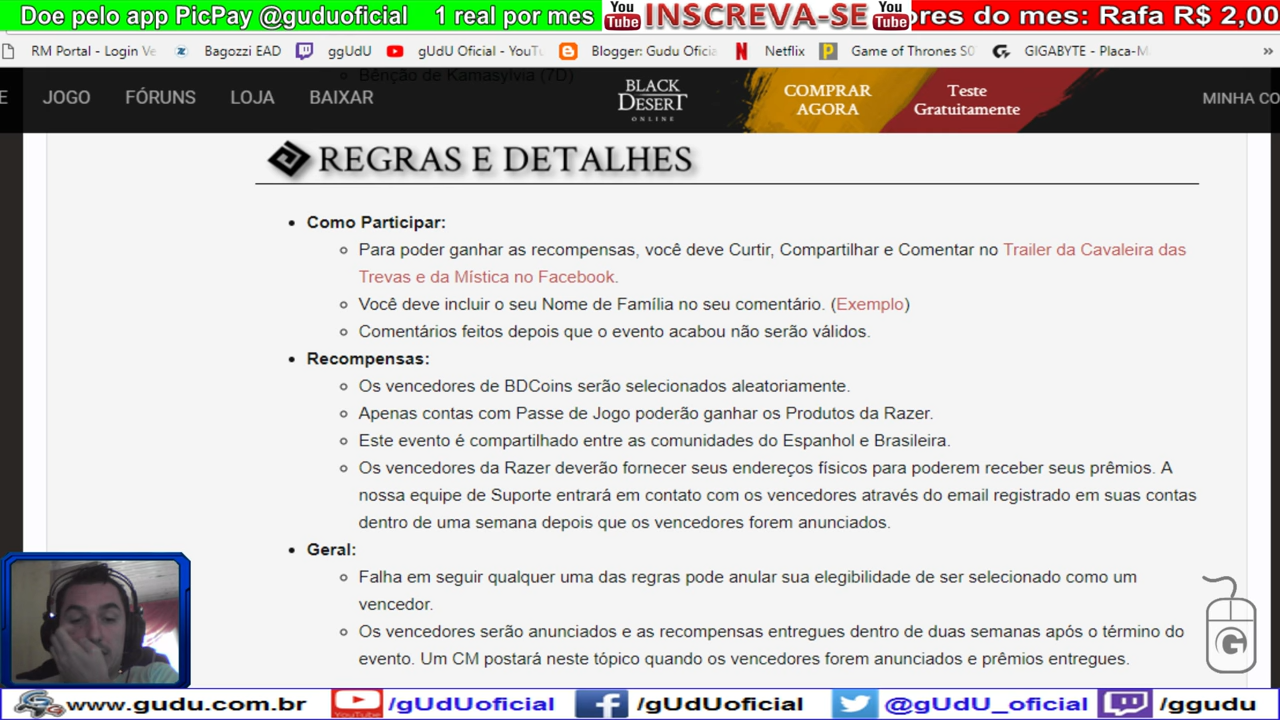 Doe pelo app PicPay @guduoficial 1 real por mes You Tube INSCREVA-SE You Tube ores do mes: Rafa R$ 2,00
RM Portal - Login Ve Bagozzi EAD ggUdU gUdU Oficial - YouTu Blogger: Gudu Oficia Netflix Game of Thrones S0 GIGABYTE - Placa-M »
Bênção de Kamasylvia (7D)
E JOGO FÓRUNS LOJA BAIXAR BLACK DESERT ONLINE COMPRAR AGORA Teste Gratuitamente MINHA CO
REGRAS E DETALHES
Como Participar:
Para poder ganhar as recompensas, você deve Curtir, Compartilhar e Comentar no Trailer da Cavaleira das
Trevas e da Mística no Facebook.
Você deve incluir o seu Nome de Família no seu comentário. (Exemplo)
Comentários feitos depois que o evento acabou não serão válidos.
Recompensas:
Os vencedores de BDCoins serão selecionados aleatoriamente.
Apenas contas com Passe de Jogo poderão ganhar os Produtos da Razer.
Este evento é compartilhado entre as comunidades do Espanhol e Brasileira.
Os vencedores da Razer deverão fornecer seus endereços físicos para poderem receber seus prêmios. A
nossa equipe de Suporte entrará em contato com os vencedores através do email registrado em suas contas
dentro de uma semana depois que os vencedores forem anunciados.
Geral:
Falha em seguir qualquer uma das regras pode anular sua elegibilidade de ser selecionado como um
vencedor.
Os vencedores serão anunciados e as recompensas entregues dentro de duas semanas após o término do
evento. Um CM postará neste tópico quando os vencedores forem anunciados e prêmios entregues.
www.gudu.com.br YouTube /gUdUoficial /gUdUoficial @gUdU_oficial /ggudu